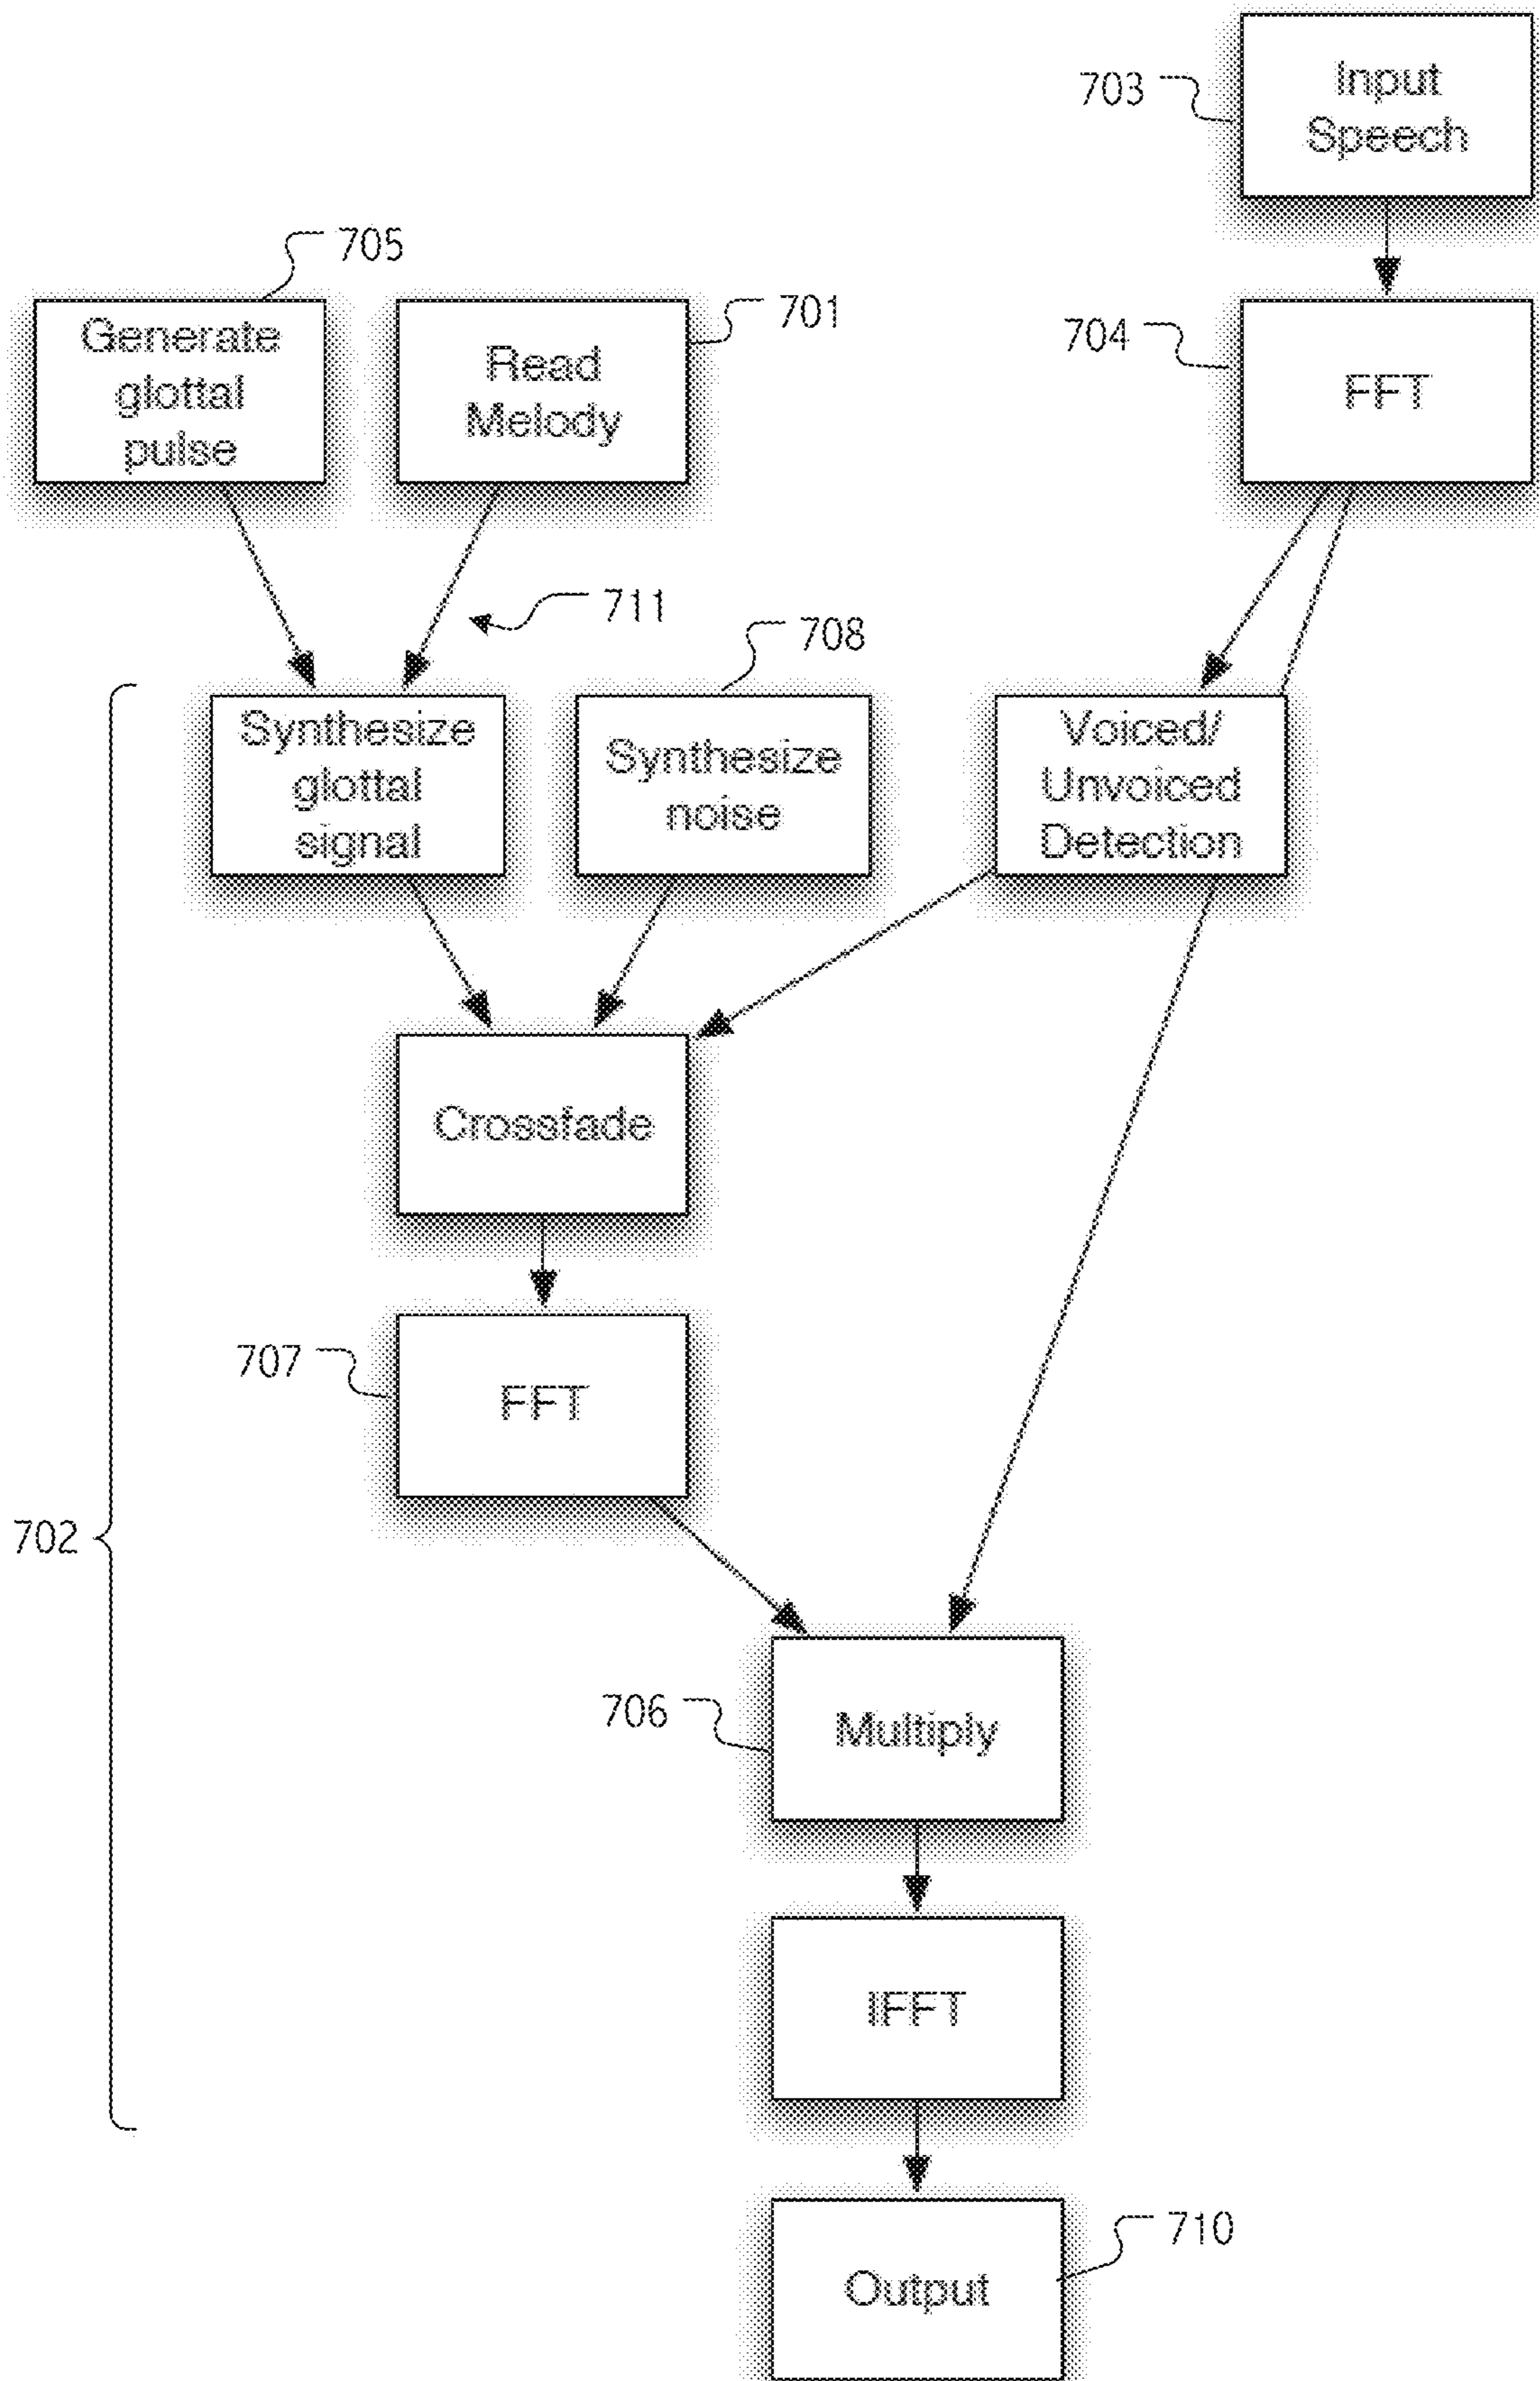 703
Input
Speech
705
Generate
glottal
pulse
701
Read
Melody
704
FFT
711
708
Synthesize
glottal
signal
Synthesize
noise
Voiced/
Unvoiced
Detection
Crossfade
707
FFT
702
706
Multiply
IFFT
710
Output